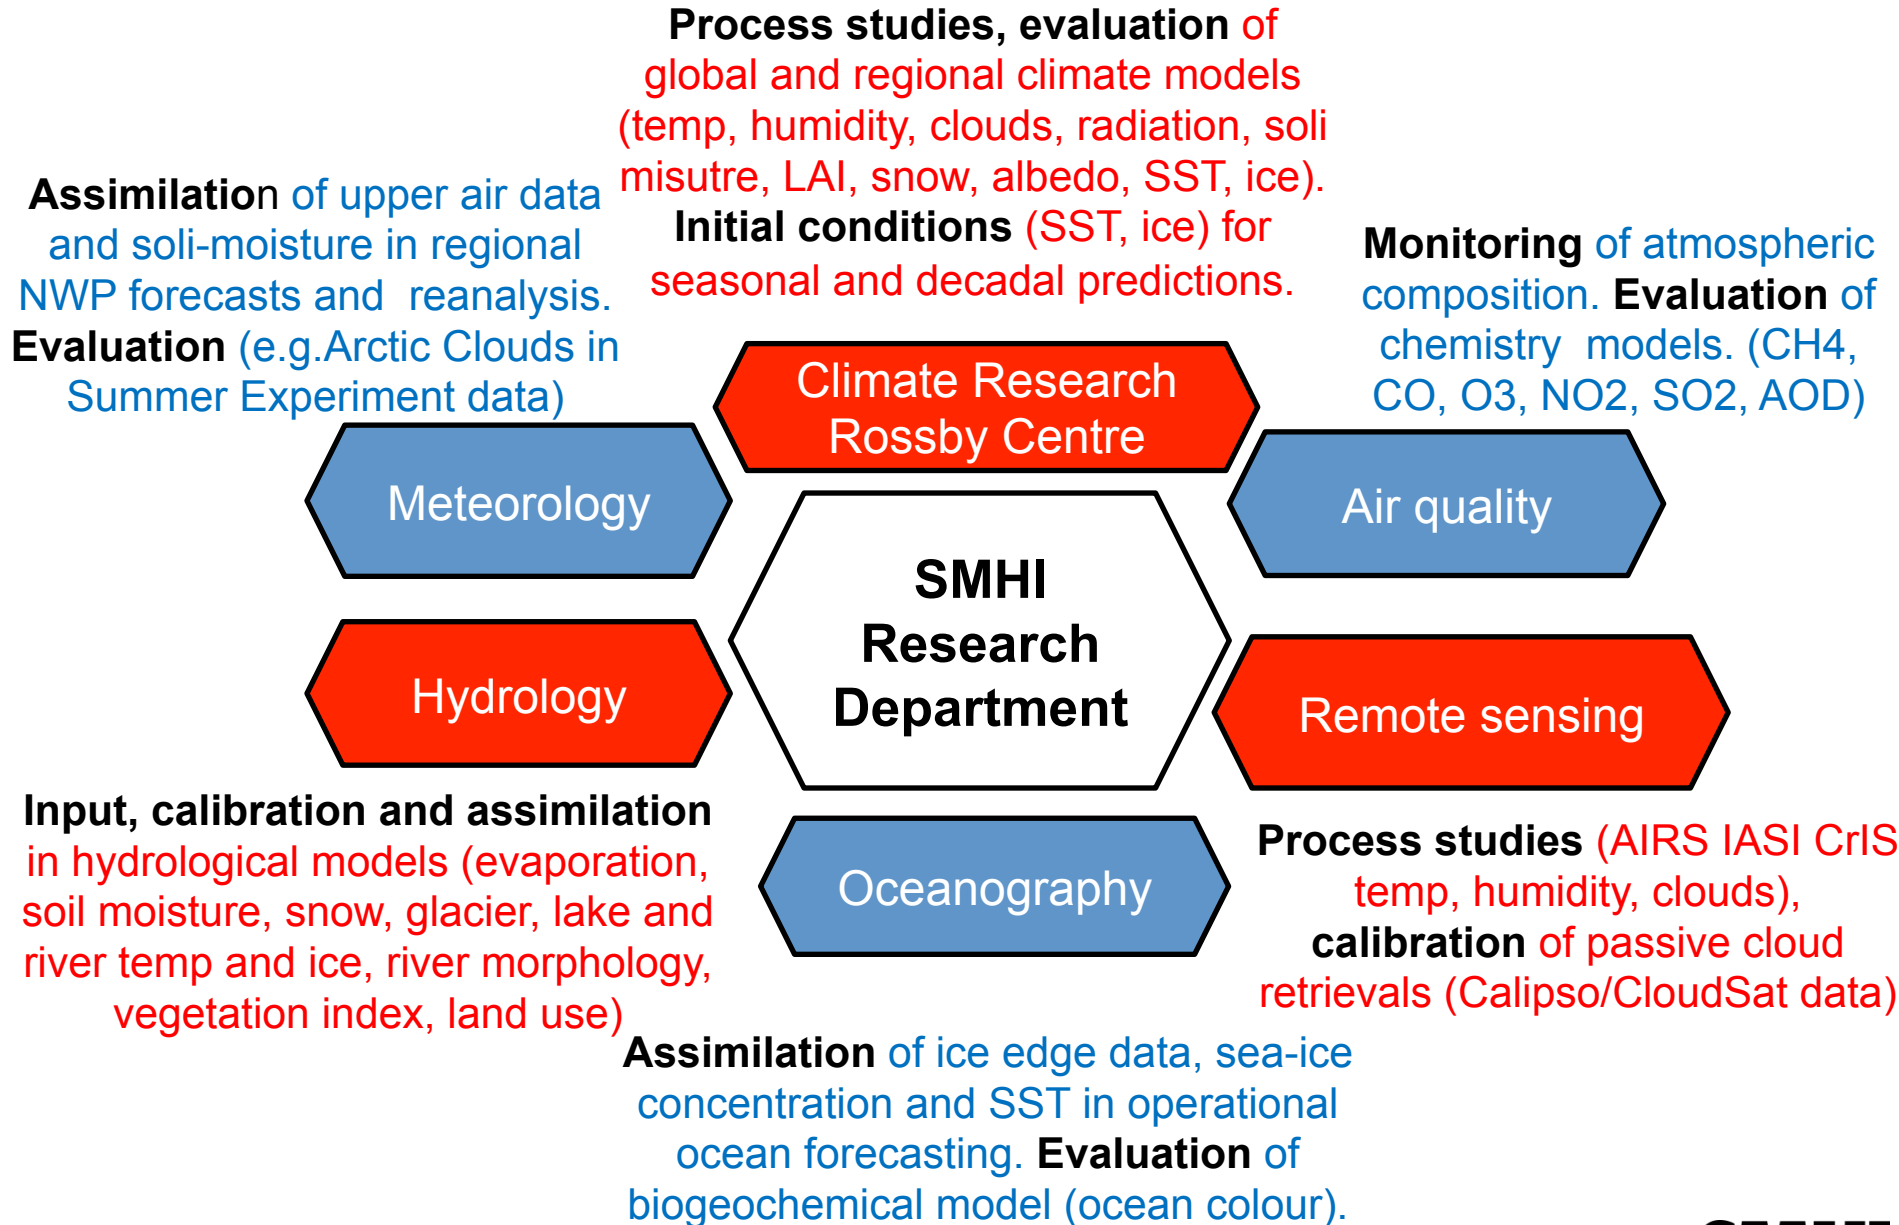 Process studies, evaluation of
global and regional climate models
(temp, humidity, clouds, radiation, soli
misutre, LAI, snow, albedo, SST, ice).
Initial conditions (SST, ice) for
seasonal and decadal predictions.
Assimilation of upper air data
and soli-moisture in regional
NWP forecasts and reanalysis.
Evaluation (e.g.Arctic Clouds in
Summer Experiment data)
Monitoring of atmospheric
composition. Evaluation of
chemistry models. (CH4,
CO, O3, NO2, SO2, AOD)
Climate Research
Rossby Centre
Meteorology
Air quality
SMHI
Research
Department
Hydrology
Remote sensing
Oceanography
Input, calibration and assimilation
in hydrological models (evaporation,
soil moisture, snow, glacier, lake and
river temp and ice, river morphology,
vegetation index, land use)
Process studies (AIRS IASI CrIS
temp, humidity, clouds),
calibration of passive cloud
retrievals (Calipso/CloudSat data)
Assimilation of ice edge data, sea-ice
concentration and SST in operational
ocean forecasting. Evaluation of
biogeochemical model (ocean colour).